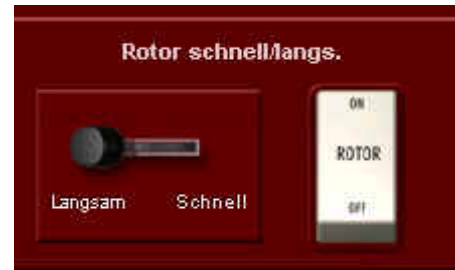 Rotor schnell/langs.
Langsam Schnell
ON
ROTOR
OFF